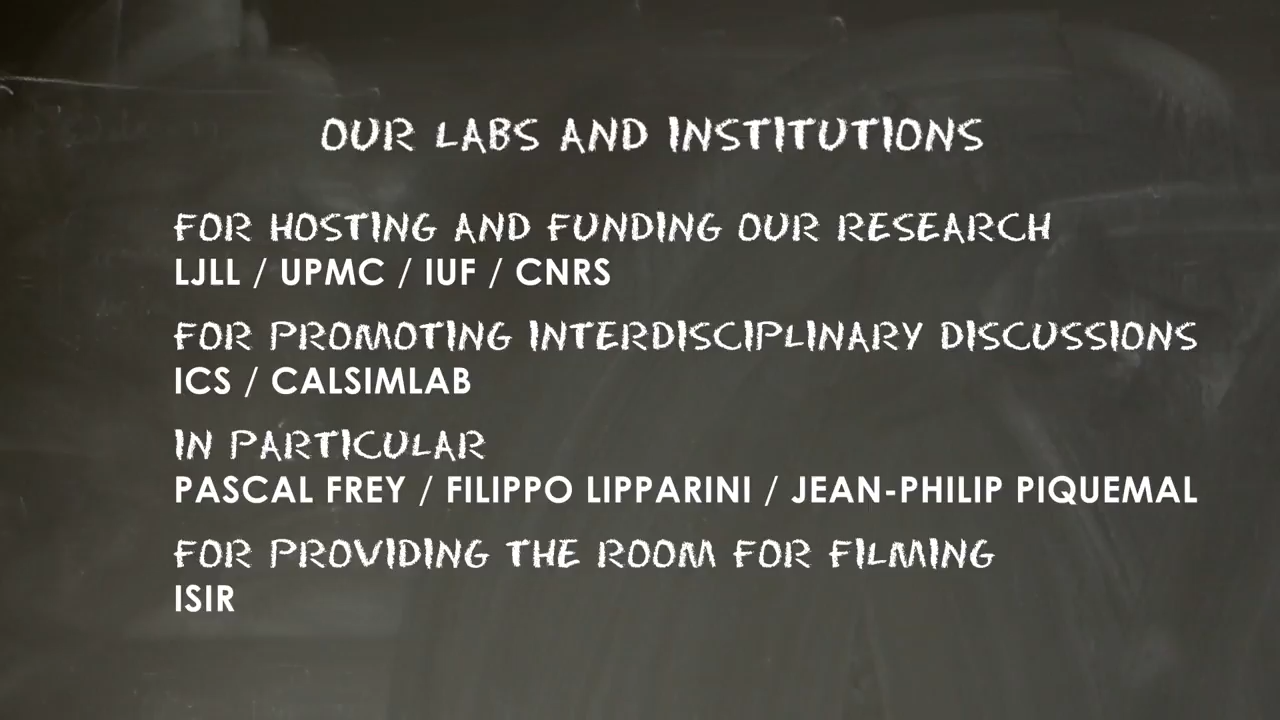 OUR LABS AND INSTITUTIONS
FOR HOSTING AND FUNDING OUR RESEARCH
LJLL / UPMC / IUF / CNRS
FOR PROMOTING INTERDISCIPLINARY DISCUSSIONS
ICS / CALSIMLAB
IN PARTICULAR
PASCAL FREY / FILIPPO LIPPARINI / JEAN-PHILIP PIQUEMAL
FOR PROVIDING THE ROOM FOR FILMING
ISIR